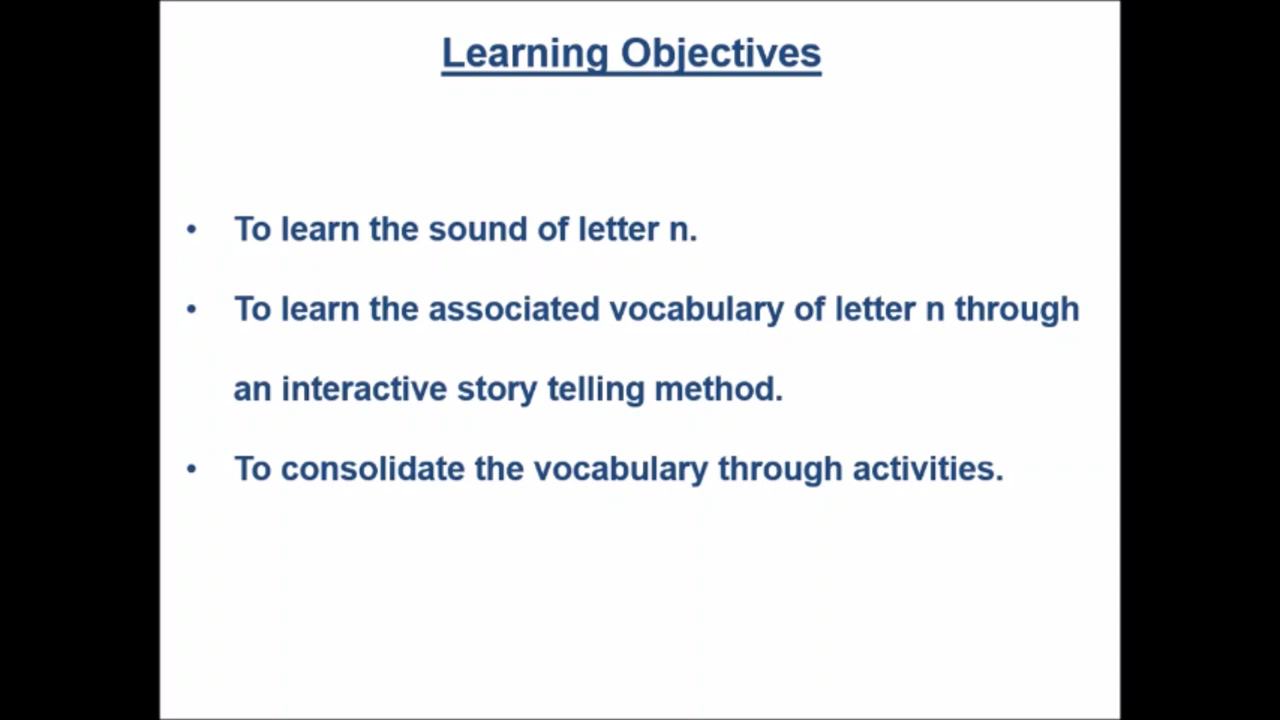 Learning Objectives
• To learn the sound of letter n.
• To learn the associated vocabulary of letter n through
an interactive story telling method.
• To consolidate the vocabulary through activities.